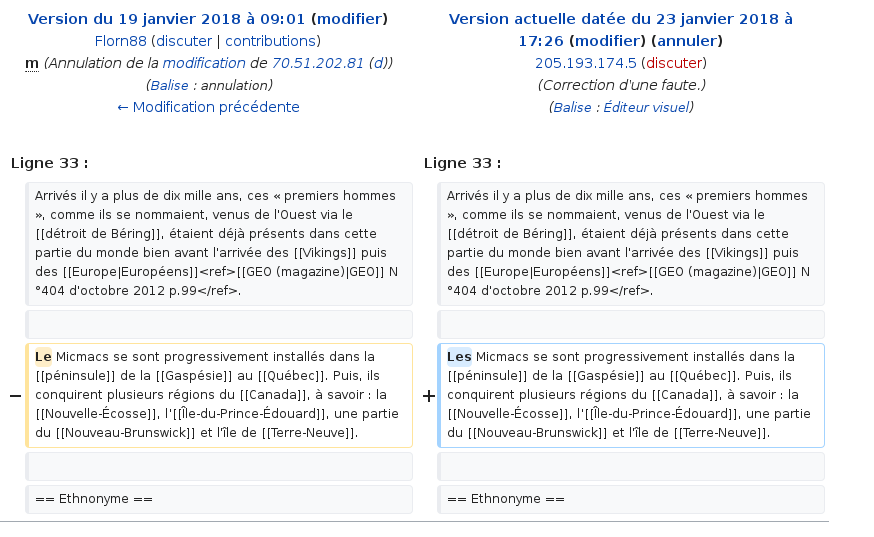 Version du 19 janvier 2018 à 09:01 (modifier)
Florn88 (discuter | contributions)
m (Annulation de la modification de 70.51.202.81 (d))
(Balise : annulation)
← Modification précédente
Version actuelle datée du 23 janvier 2018 à
17:26 (modifier) (annuler)
205.193.174.5 (discuter)
(Correction d'une faute.)
(Balise : Éditeur visuel)
Ligne 33 :
Arrivés il y a plus de dix mille ans, ces « premiers hommes
», comme ils se nommaient, venus de l'Ouest via le
[[détroit de Béring]], étaient déjà présents dans cette
partie du monde bien avant l'arrivée des [[Vikings]] puis
des [[Europe|Européens]]<ref>[[GEO (magazine)|GEO]] N
°404 d'octobre 2012 p.99</ref>.
− Le Micmacs se sont progressivement installés dans la
[[péninsule]] de la [[Gaspésie]] au [[Québec]]. Puis, ils
conquirent plusieurs régions du [[Canada]], à savoir : la
[[Nouvelle-Écosse]], l'[[Île-du-Prince-Édouard]], une partie
du [[Nouveau-Brunswick]] et l'île de [[Terre-Neuve]].
== Ethnonyme ==
Ligne 33 :
Arrivés il y a plus de dix mille ans, ces « premiers hommes
», comme ils se nommaient, venus de l'Ouest via le
[[détroit de Béring]], étaient déjà présents dans cette
partie du monde bien avant l'arrivée des [[Vikings]] puis
des [[Europe|Européens]]<ref>[[GEO (magazine)|GEO]] N
°404 d'octobre 2012 p.99</ref>.
+ Les Micmacs se sont progressivement installés dans la
[[péninsule]] de la [[Gaspésie]] au [[Québec]]. Puis, ils
conquirent plusieurs régions du [[Canada]], à savoir : la
[[Nouvelle-Écosse]], l'[[Île-du-Prince-Édouard]], une partie
du [[Nouveau-Brunswick]] et l'île de [[Terre-Neuve]].
== Ethnonyme ==